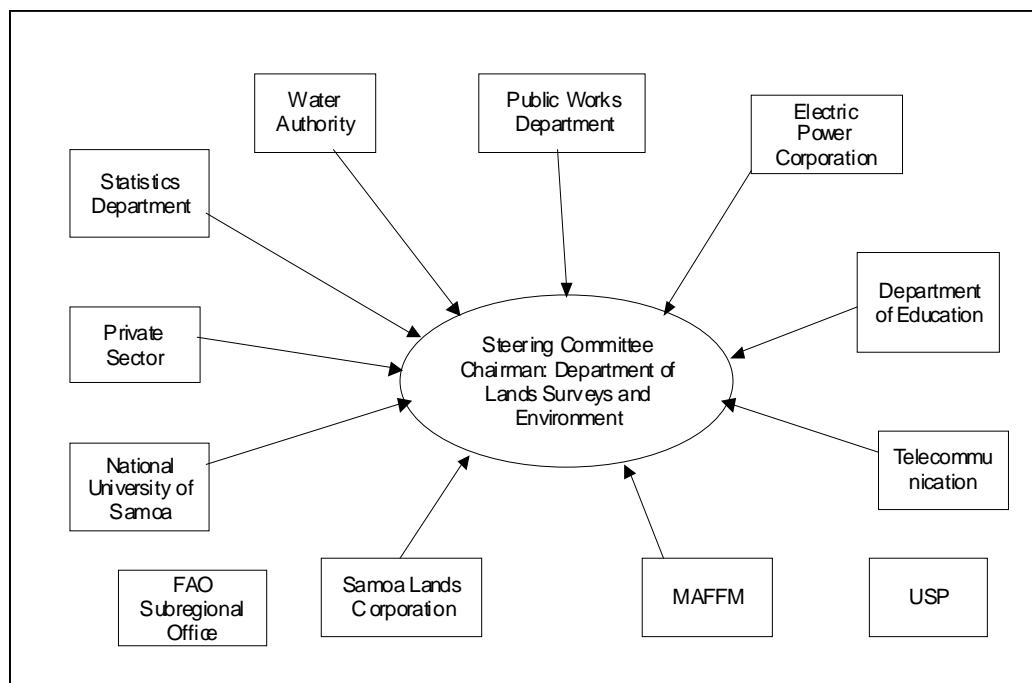 Water
Authority
Public Works
Department
Electric
Power
Corporation
Statistics
Department
Department
of Education
Private
Sector
Steering Committee
Chairman: Department of
Lands Surveys and
Environment
National
University of
Samoa
Telecommu
nication
FAO
Subregional
Office
Samoa Lands
Corporation
MAFFM
USP